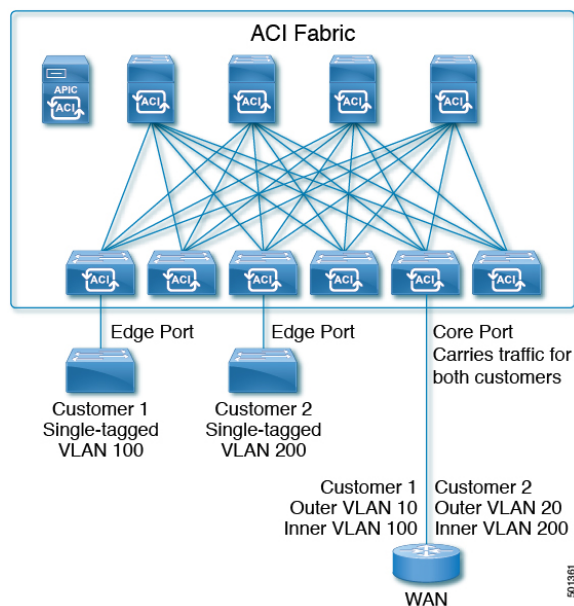 ACI Fabric
APIC
ACI
ACI
ACI
ACI
ACI
ACI
ACI
ACI
ACI
ACI
ACI
Edge Port
Edge Port
Core Port
Carries traffic for
both customers
Customer 1
Single-tagged
VLAN 100
Customer 2
Single-tagged
VLAN 200
Customer 1
Outer VLAN 10
Inner VLAN 100
Customer 2
Outer VLAN 20
Inner VLAN 200
WAN
501361